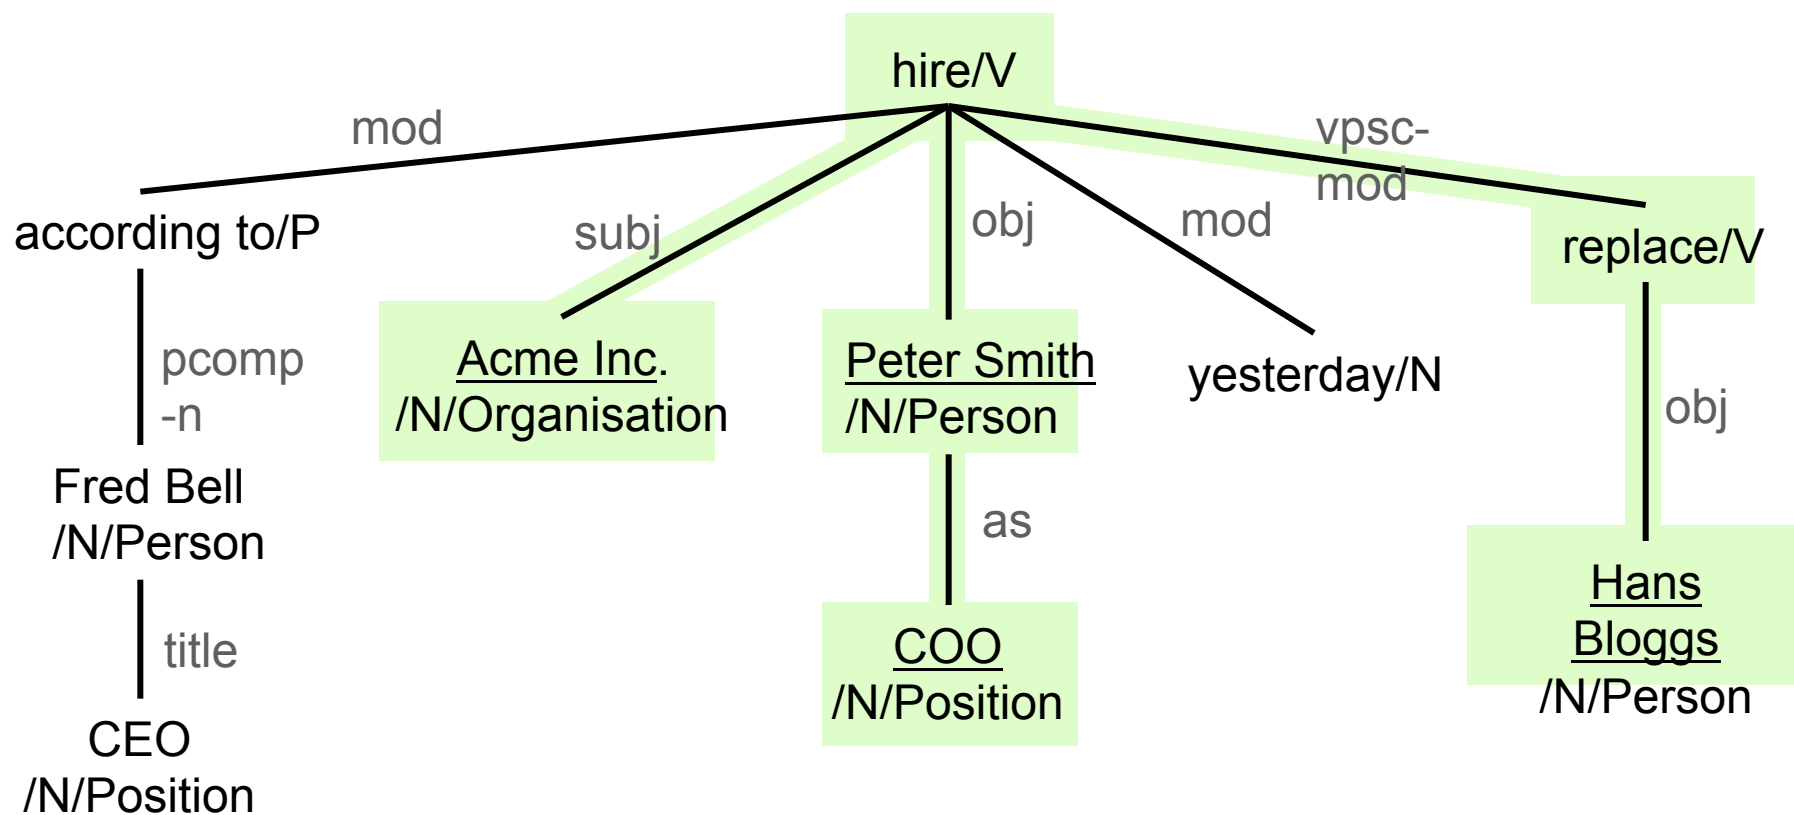 hire/V
mod
vpsc-
mod
according to/P
subj
obj
mod
replace/V
pcomp
-n
Acme Inc.
/N/Organisation
Peter Smith
/N/Person
yesterday/N
obj
Fred Bell
/N/Person
as
Hans
Bloggs
/N/Person
title
COO
/N/Position
CEO
/N/Position